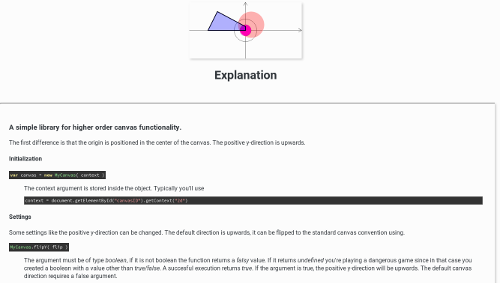 Explanation
A simple library for higher order canvas functionality.
The first difference is that the origin is positioned in the center of the canvas. The positive y-direction is upwards.
Initialization
var canvas = new MyCanvas( context )
The context argument is stored inside the object. Typically you'll use
context = document.getElementById("canvasID").getContext("2d")
Settings
Some settings like the positive y-direction can be changed. The default direction is upwards, it can be flipped to the standard canvas convention using.
MyCanvas.flipY( flip )
The argument must be of type boolean, if it is not boolean the function returns a falsy value. If it returns undefined you're playing a dangerous game since in that case you
created a boolean with a value other than true/false. A succesful execution returns true. If the argument is true, the positive y direction will be upwards. The default canvas
direction requires a false argument.